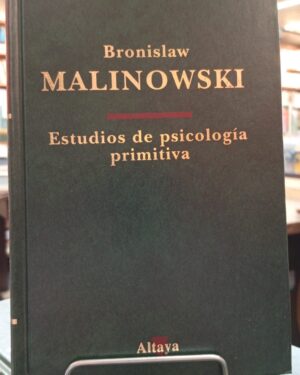 Bronislaw
MALINOWSKI
Estudios de psicología
primitiva
Altaya